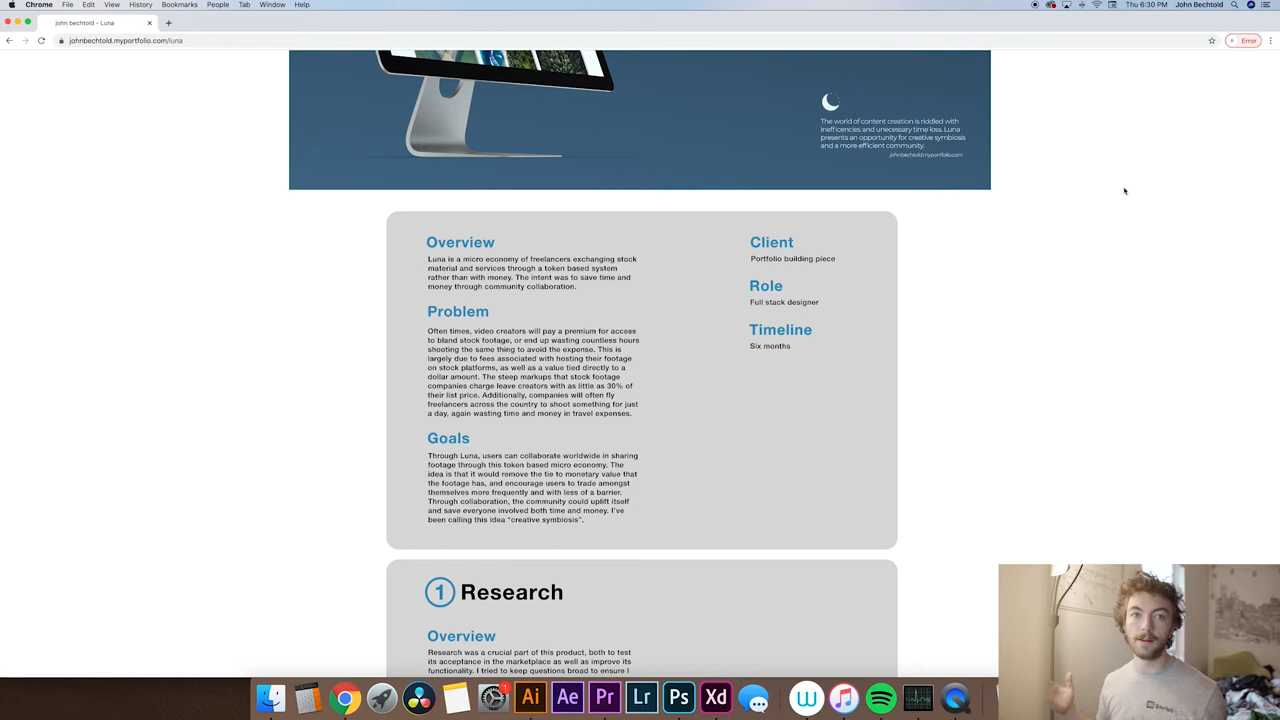 Chrome File Edit View History Bookmarks People Tab Window Help
Thu 6:30 PM John Bechtold
john bechtold - Luna
johnbechtold.myportfolio.com/luna
Error
The world of content creation is riddled with
inefficencies and unecessary time loss. Luna
presents an opportunity for creative symbiosis
and a more efficient community.
johnbechtold.myportfolio.com
Overview
Luna is a micro economy of freelancers exchanging stock
material and services through a token based system
rather than with money. The intent was to save time and
money through community collaboration.
Problem
Often times, video creators will pay a premium for access
to bland stock footage, or end up wasting countless hours
shooting the same thing to avoid the expense. This is
largely due to fees associated with hosting their footage
on stock platforms, as well as a value tied directly to a
dollar amount. The steep markups that stock footage
companies charge leave creators with as little as 30% of
their list price. Additionally, companies will often fly
freelancers across the country to shoot something for just
a day, again wasting time and money in travel expenses.
Goals
Through Luna, users can collaborate worldwide in sharing
footage through this token based micro economy. The
idea is that it would remove the tie to monetary value that
the footage has, and encourage users to trade amongst
themselves more frequently and with less of a barrier.
Through collaboration, the community could uplift itself
and save everyone involved both time and money. I've
been calling this idea “creative symbiosis”.
Client
Portfolio building piece
Role
Full stack designer
Timeline
Six months
1 Research
Overview
Research was a crucial part of this product, both to test
its acceptance in the marketplace as well as improve its
functionality. I tried to keep questions broad to ensure I
1
Ai Ae Pr Lr Ps Xd W